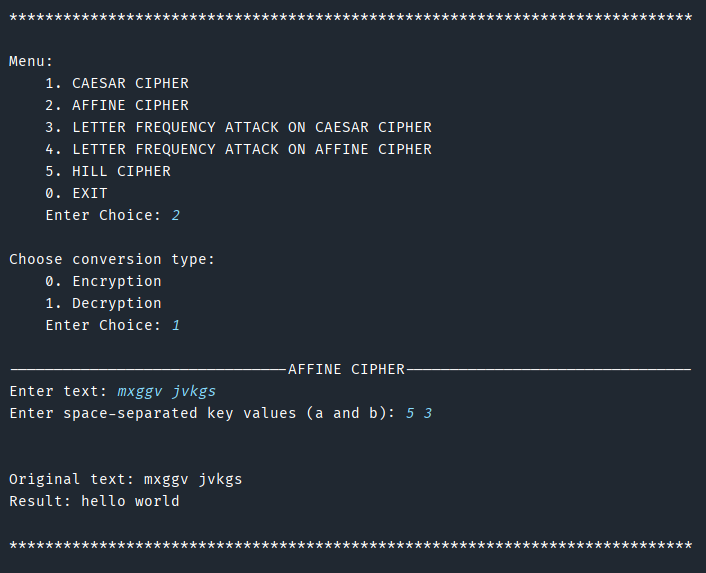 ****************************************************************************
Menu:
1. CAESAR CIPHER
2. AFFINE CIPHER
3. LETTER FREQUENCY ATTACK ON CAESAR CIPHER
4. LETTER FREQUENCY ATTACK ON AFFINE CIPHER
5. HILL CIPHER
0. EXIT
Enter Choice: 2
Choose conversion type:
0. Encryption
1. Decryption
Enter Choice: 1
-------------------------------AFFINE CIPHER--------------------------------
Enter text: mxggv jvkgs
Enter space-separated key values (a and b): 5 3
Original text: mxggv jvkgs
Result: hello world
****************************************************************************